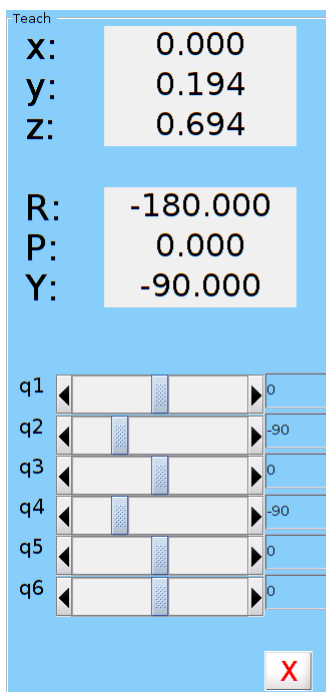 Teach
x: 0.000
y: 0.194
z: 0.694
R: -180.000
P: 0.000
Y: -90.000
q1 0
q2 -90
q3 0
q4 -90
q5 0
q6 0
X